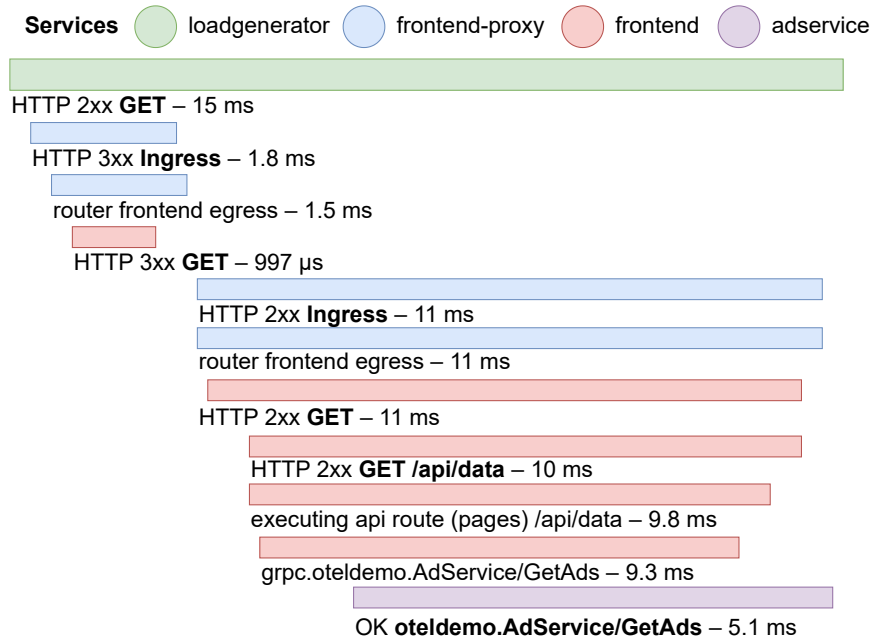 Services loadgenerator frontend-proxy frontend adservice
HTTP 2xx GET – 15 ms
HTTP 3xx Ingress – 1.8 ms
router frontend egress – 1.5 ms
HTTP 3xx GET – 997 µs
HTTP 2xx Ingress – 11 ms
router frontend egress – 11 ms
HTTP 2xx GET – 11 ms
HTTP 2xx GET /api/data – 10 ms
executing api route (pages) /api/data – 9.8 ms
grpc.oteldemo.AdService/GetAds – 9.3 ms
OK oteldemo.AdService/GetAds – 5.1 ms